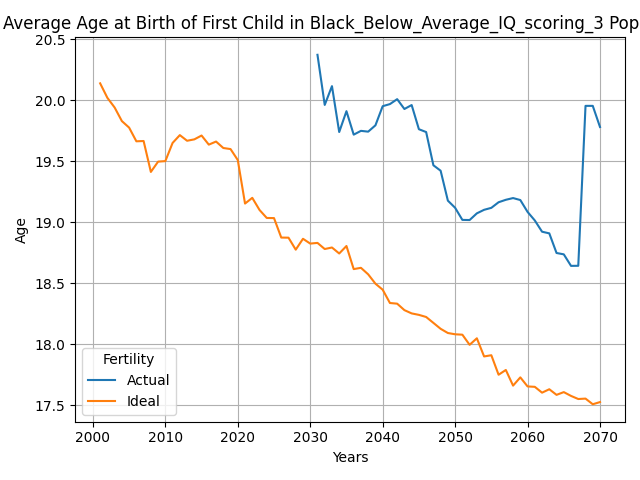 Average Age at Birth of First Child in Black_Below_Average_IQ_scoring_3 Pop
20.5
20.0
19.5
19.0
18.5
18.0
17.5
Age
Fertility
Actual
Ideal
2000 2010 2020 2030 2040 2050 2060 2070
Years